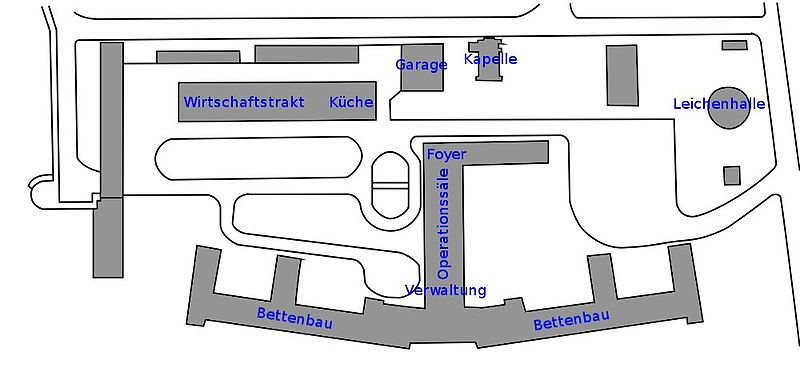 Garage
Kapelle
Wirtschaftstrakt
Küche
Leichenhalle
Foyer
Operationssäle
Verwaltung
Bettenbau
Bettenbau